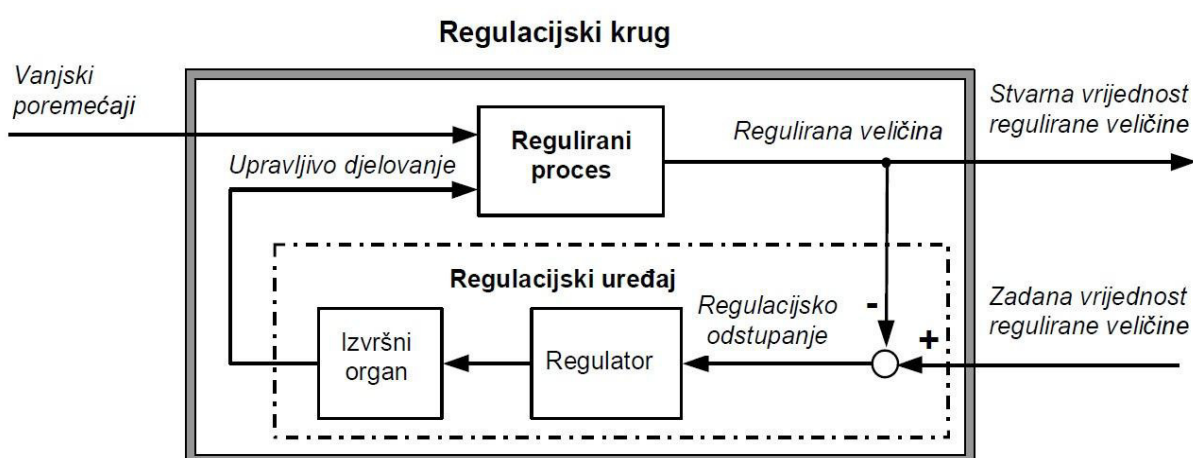 Regulacijski krug
Vanjski
poremećaji
Stvarna vrijednost
regulirane veličine
Regulirani
proces
Regulirana veličina
Upravljivo djelovanje
Regulacijski uređaj
Regulacijsko
odstupanje
-
+
Zadana vrijednost
regulirane veličine
Izvršni
organ
Regulator